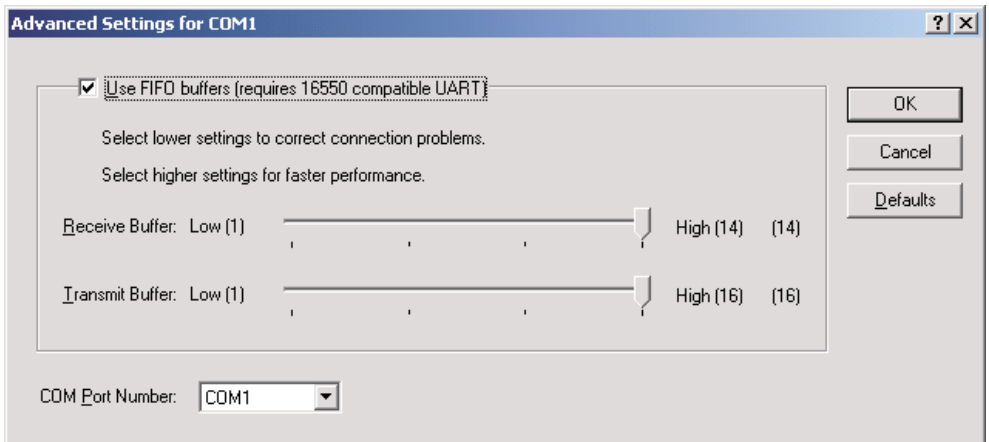 Advanced Settings for COM1
Use FIFO buffers (requires 16550 compatible UART)
OK
Select lower settings to correct connection problems.
Cancel
Select higher settings for faster performance.
Defaults
Receive Buffer: Low (1) High (14) (14)
Transmit Buffer: Low (1) High (16) (16)
COM Port Number: COM1